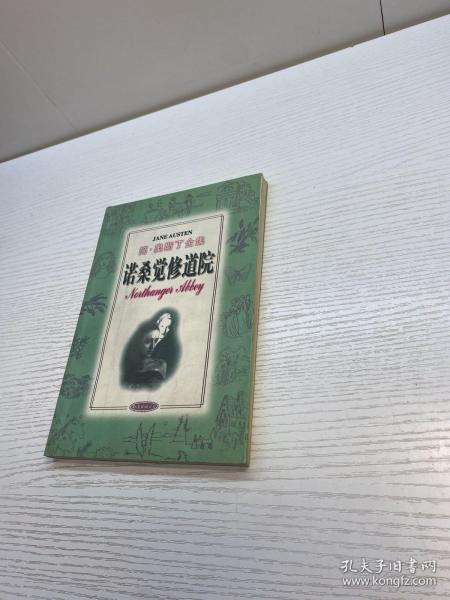 JANE AUSTEN
简·奥斯丁全集
诺桑觉修道院
Northanger Abbey
孔夫子旧书网
www.kongfz.com